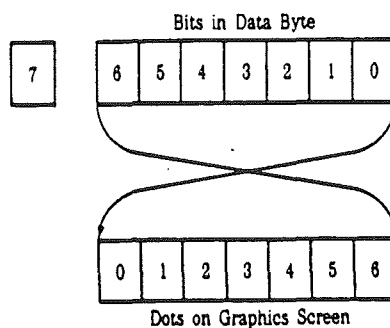 Bits in Data Byte
7 6 5 4 3 2 1 0
0 1 2 3 4 5 6
Dots on Graphics Screen